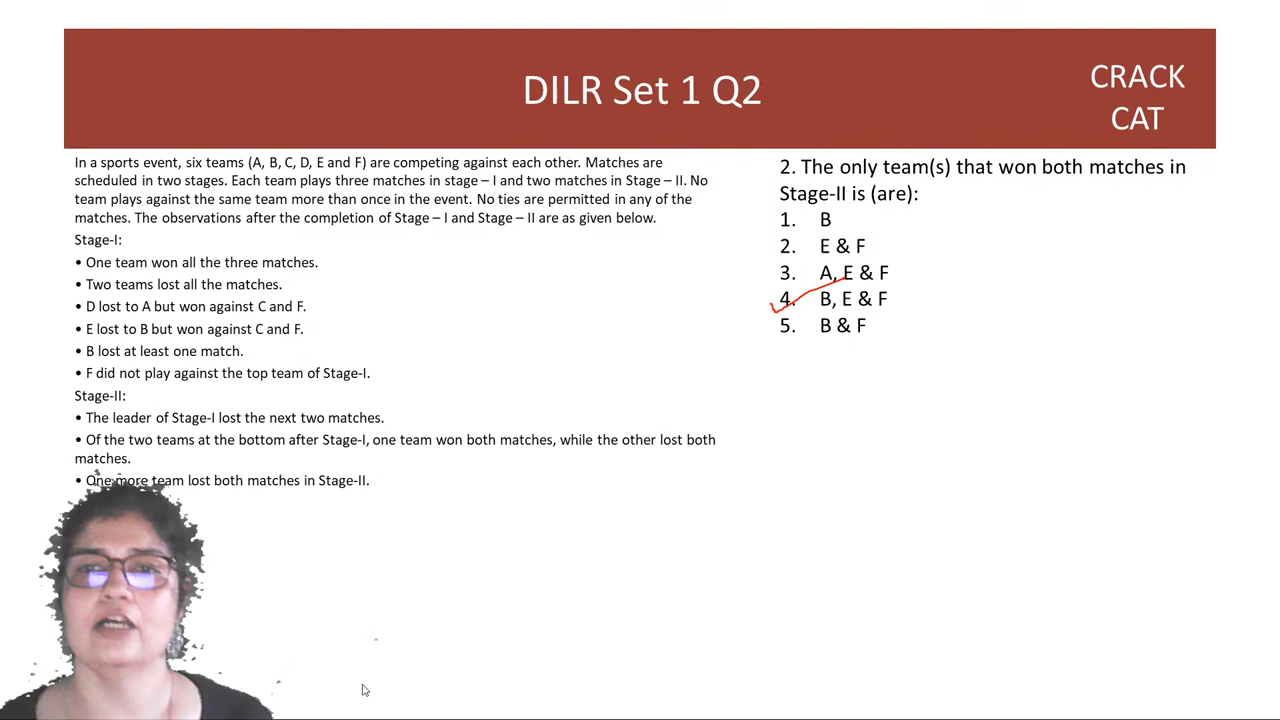 DILR Set 1 Q2
CRACK
CAT
In a sports event, six teams (A, B, C, D, E and F) are competing against each other. Matches are
scheduled in two stages. Each team plays three matches in stage – I and two matches in Stage – II. No
team plays against the same team more than once in the event. No ties are permitted in any of the
matches. The observations after the completion of Stage – I and Stage – II are as given below.
Stage-I:
• One team won all the three matches.
• Two teams lost all the matches.
• D lost to A but won against C and F.
• E lost to B but won against C and F.
• B lost at least one match.
• F did not play against the top team of Stage-I.
Stage-II:
• The leader of Stage-I lost the next two matches.
• Of the two teams at the bottom after Stage-I, one team won both matches, while the other lost both
matches.
• One more team lost both matches in Stage-II.
2. The only team(s) that won both matches in
Stage-II is (are):
1. B
2. E & F
3. A, E & F
4. B, E & F
5. B & F